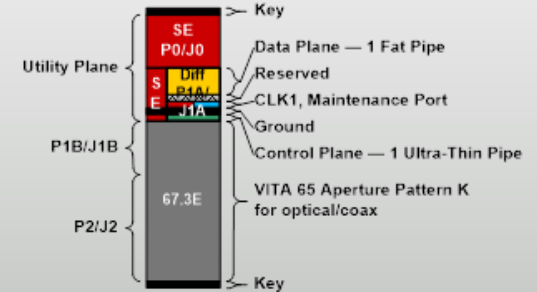 Key
SE
P0/J0
Utility Plane
Data Plane — 1 Fat Pipe
Diff
P1A/
J1A
S
E
Reserved
CLK1, Maintenance Port
Ground
Control Plane — 1 Ultra-Thin Pipe
P1B/J1B
67.3E
VITA 65 Aperture Pattern K
for optical/coax
P2/J2
Key